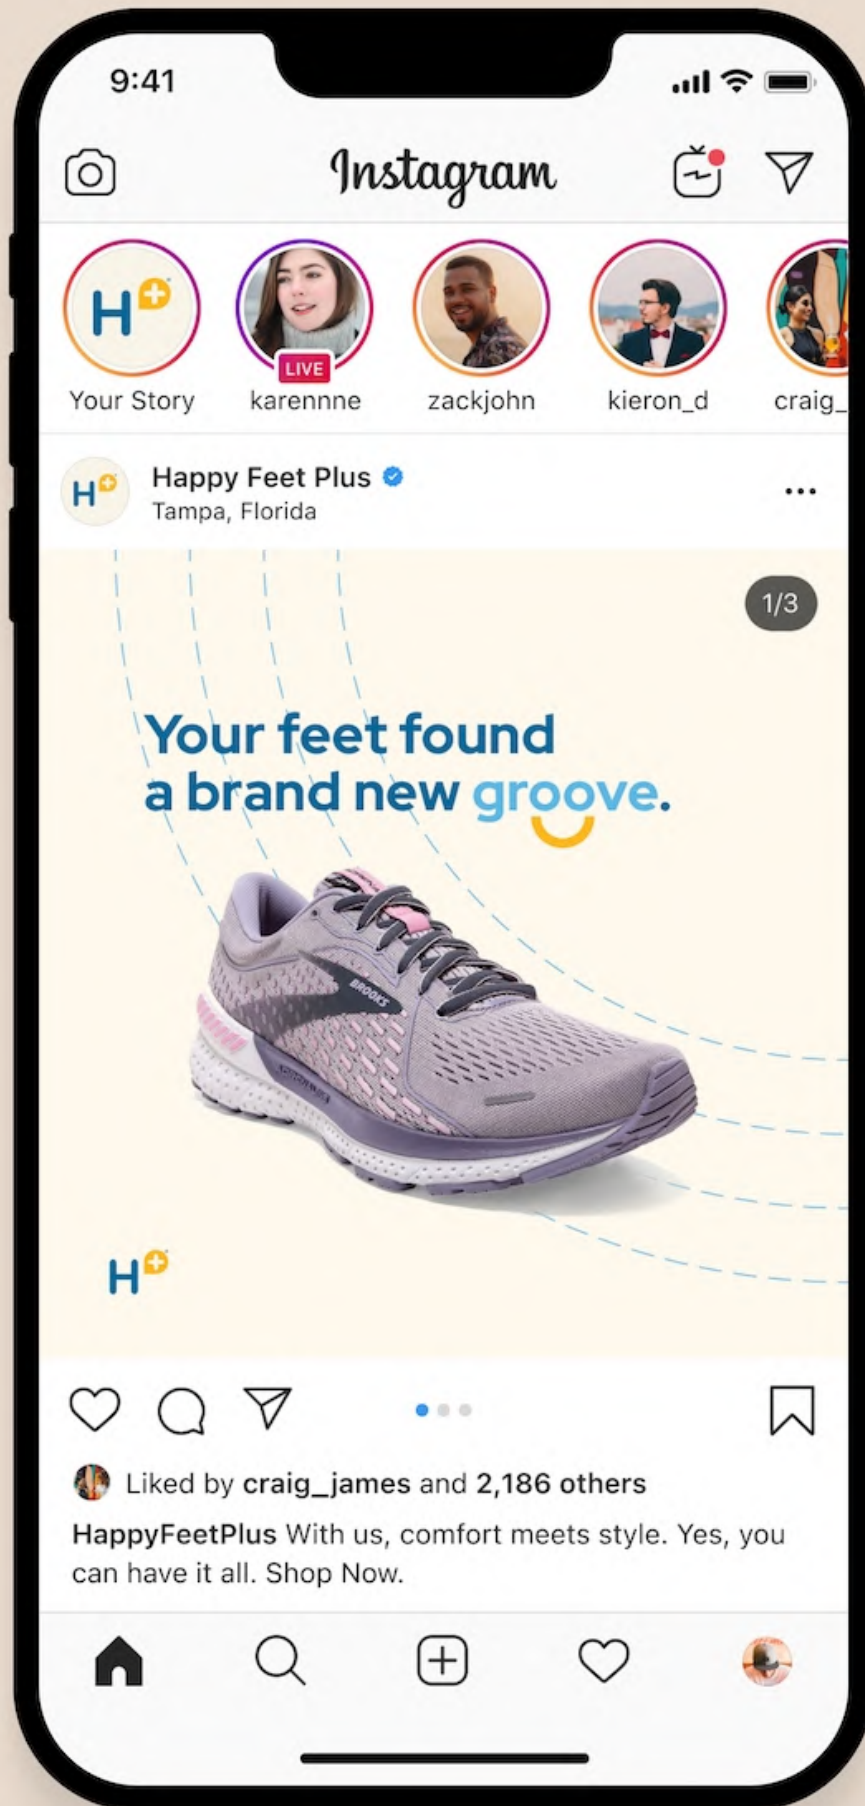 9:41
Instagram
LIVE
Your Story
karennne
zackjohn
kieron_d
craig_
H
Happy Feet Plus
Tampa, Florida
1/3
Your feet found
a brand new groove.
BROOKS
H
Liked by craig_james and 2,186 others
HappyFeetPlus With us, comfort meets style. Yes, you
can have it all. Shop Now.